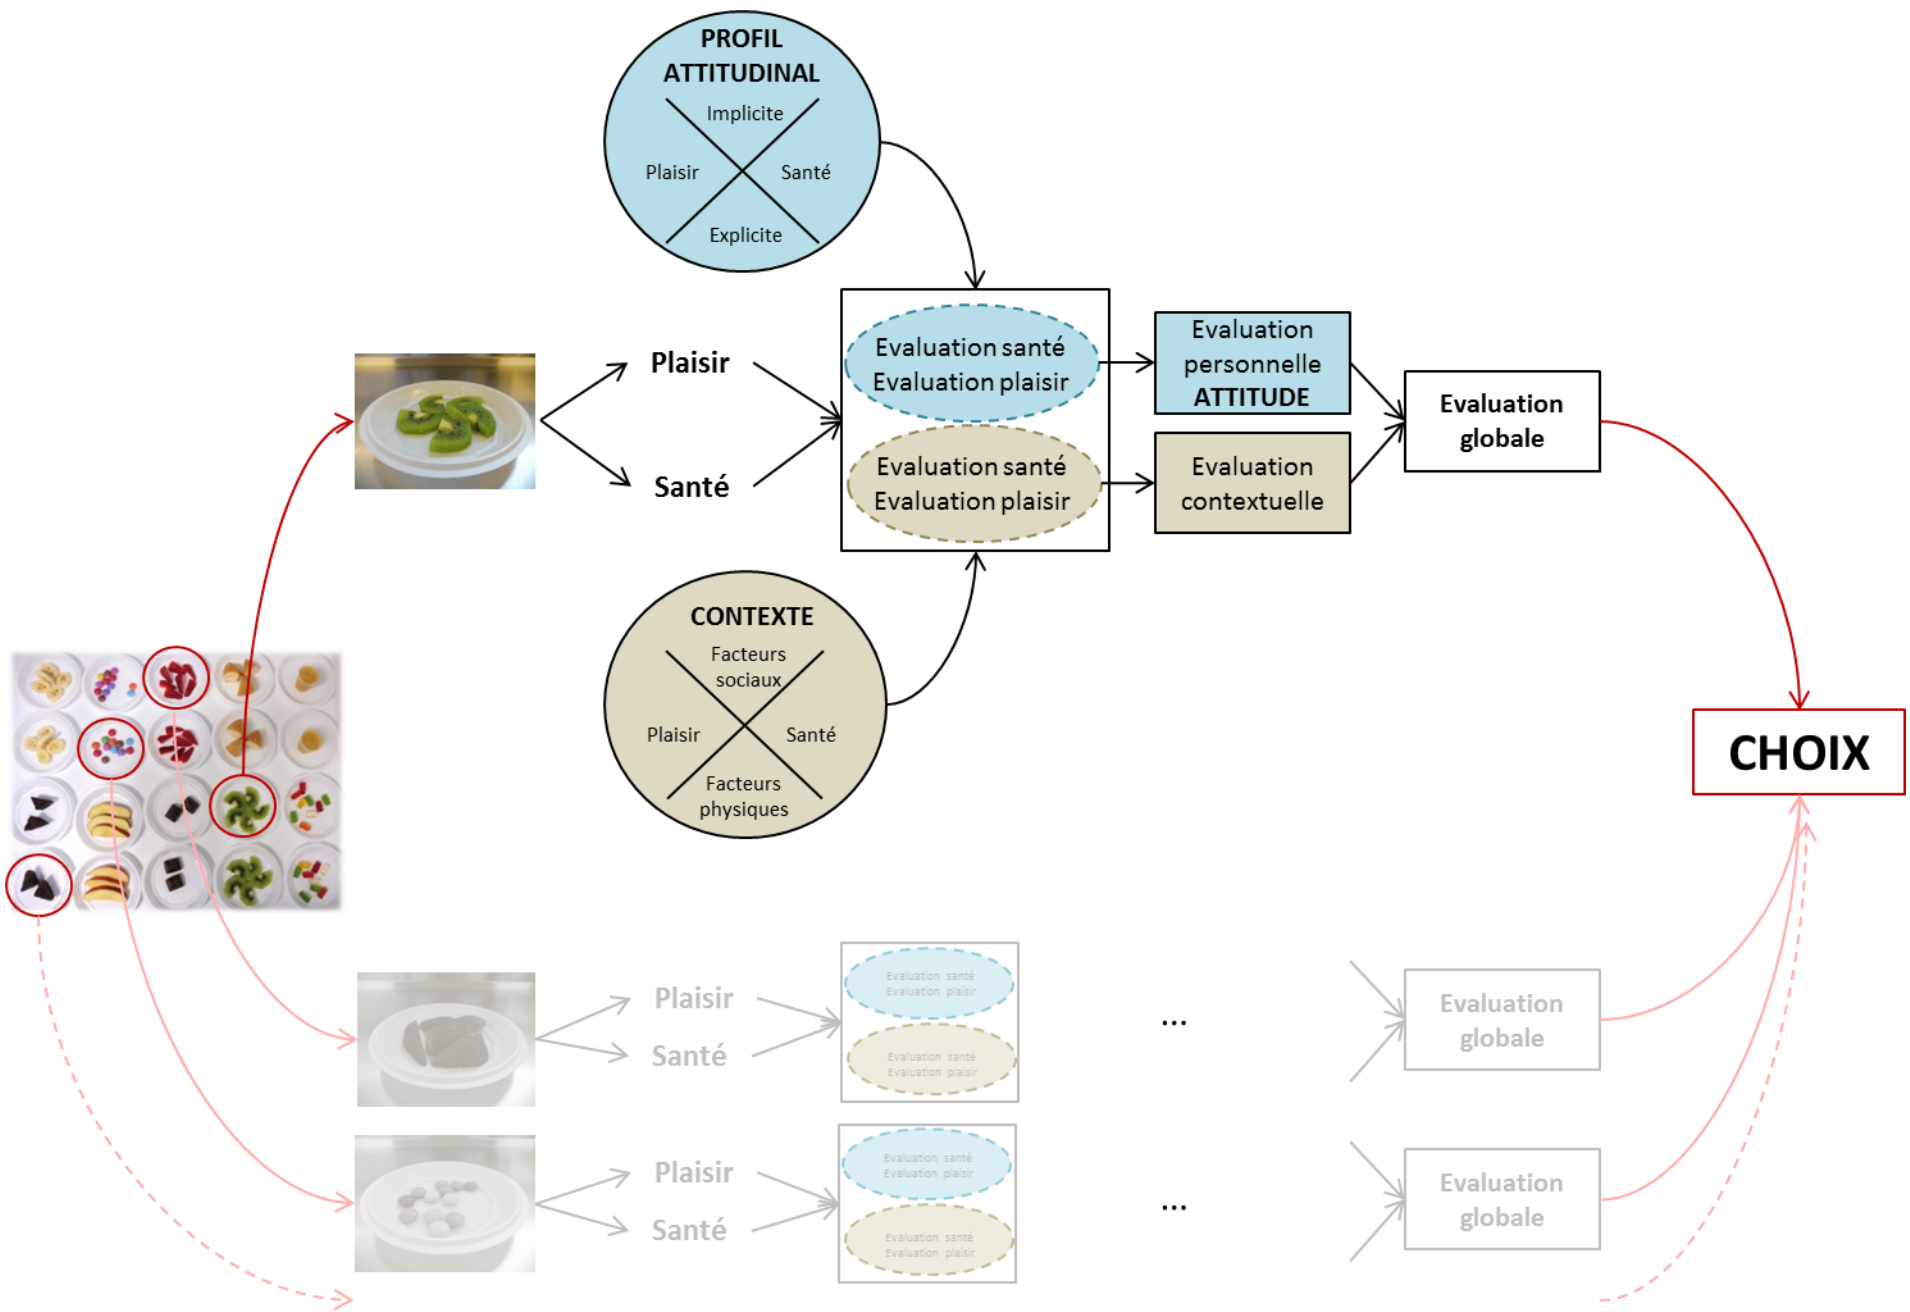 PROFIL
ATTITUDINAL
Implicite
Plaisir
Santé
Explicite
Plaisir
Santé
Evaluation santé
Evaluation plaisir
Evaluation santé
Evaluation plaisir
Evaluation
personnelle
ATTITUDE
Evaluation
contextuelle
Evaluation
globale
CONTEXTE
Facteurs
sociaux
Plaisir
Santé
Facteurs
physiques
CHOIX
Plaisir
Santé
Evaluation santé
Evaluation plaisir
Evaluation santé
Evaluation plaisir
...
Evaluation
globale
Plaisir
Santé
Evaluation santé
Evaluation plaisir
Evaluation santé
Evaluation plaisir
...
Evaluation
globale